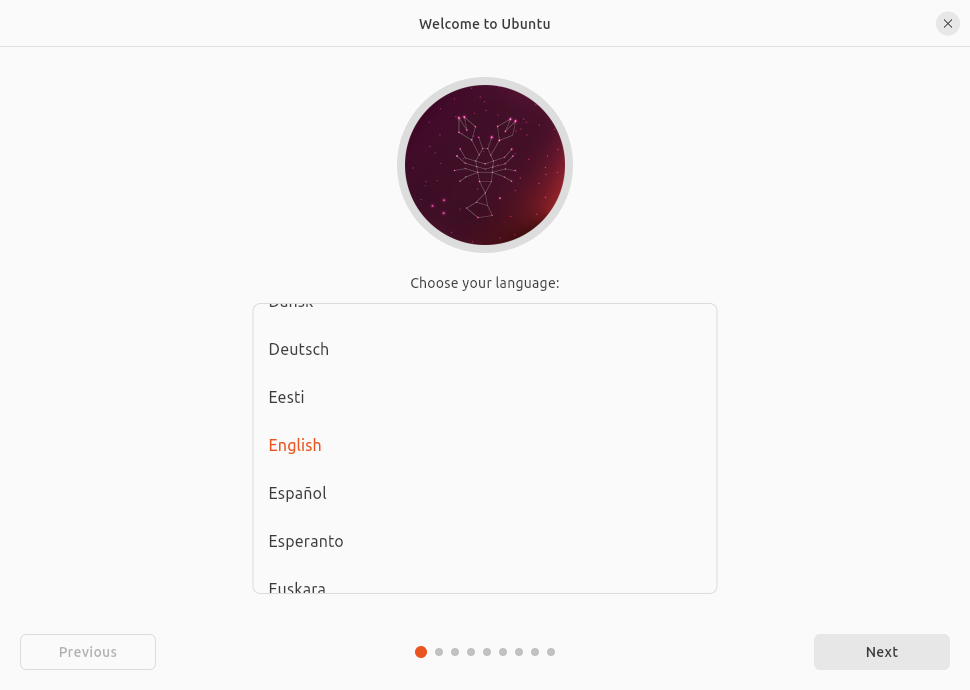 Welcome to Ubuntu
Choose your language:
Dansk
Deutsch
Eesti
English
Español
Esperanto
Euskara
Previous
Next